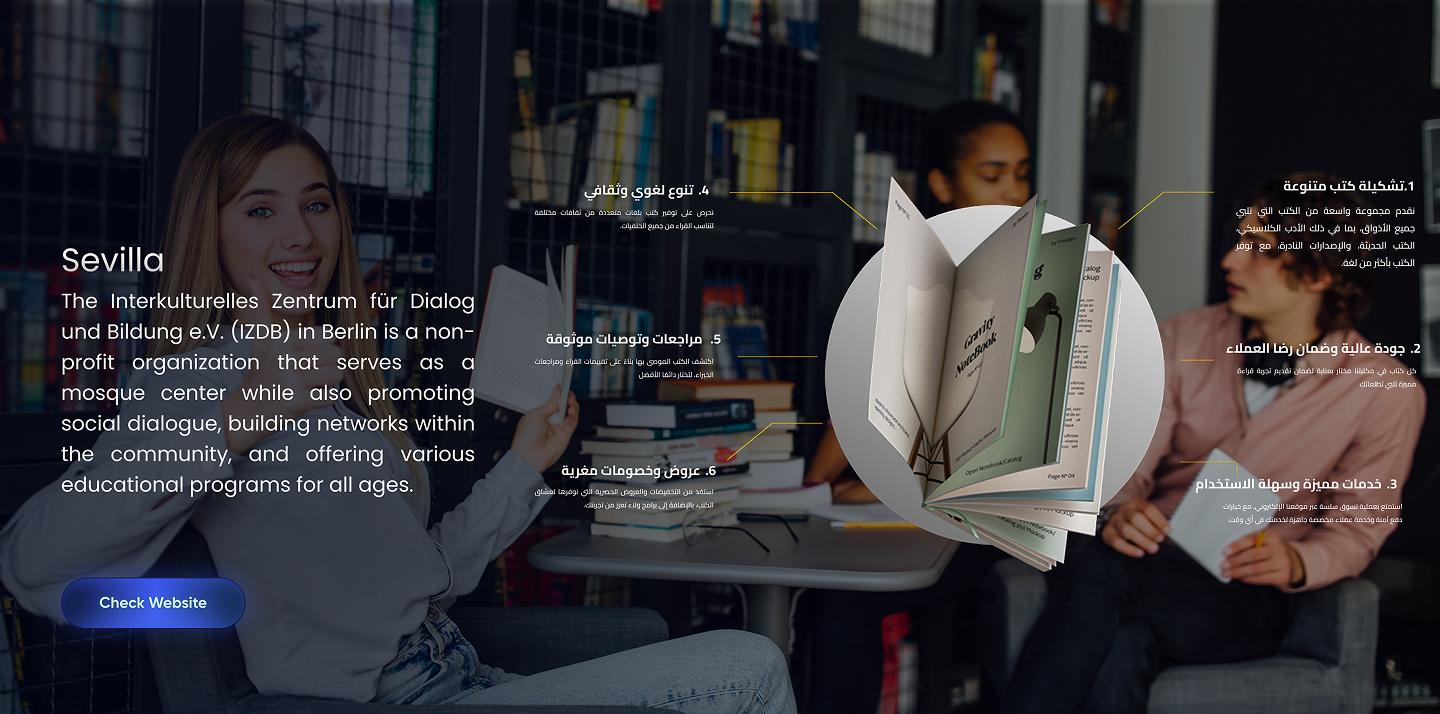 Sevilla
The Interkulturelles Zentrum für Dialog
und Bildung e.V. (IZDB) in Berlin is a non-
profit organization that serves as a
mosque center while also promoting
social dialogue, building networks within
the community, and offering various
educational programs for all ages.
Check Website
1.تشكيلة كتب متنوعة
نقدم مجموعة واسعة من الكتب التي تلبي
جميع الأذواق، بما في ذلك الأدب الكلاسيكي،
الكتب الحديثة، والإصدارات النادرة، مع توفر
الكتب بأكثر من لغة.
2. جودة عالية وضمان رضا العملاء
كل كتاب في مكتبتنا مختار بعناية لضمان تقديم تجربة قراءة
مميزة تلبي تطلعاتك
3. خدمات مميزة وسهلة الاستخدام
استمتع بعملية تسوق سلسة عبر موقعنا الإلكتروني، مع خيارات
دفع آمنة وخدمة عملاء مخصصة جاهزة لخدمتك في أي وقت.
4. تنوع لغوي وثقافي
نحرص على توفير كتب بلغات متعددة من ثقافات مختلفة
لتناسب القراء من جميع الخلفيات.
5. مراجعات وتوصيات موثوقة
اكتشف الكتب الموصى بها بناءً على تقييمات القراء ومراجعات
الخبراء، لتختار دائمًا الأفضل
6. عروض وخصومات مغرية
استفد من التخفيضات والعروض الحصرية التي نوفرها لعشاق
الكتب، بالإضافة إلى برامج ولاء تعزز من تجربتك.
by Pixeden
Gravity
NoteBook
Open Notebook/Catalog
Page Nº 04